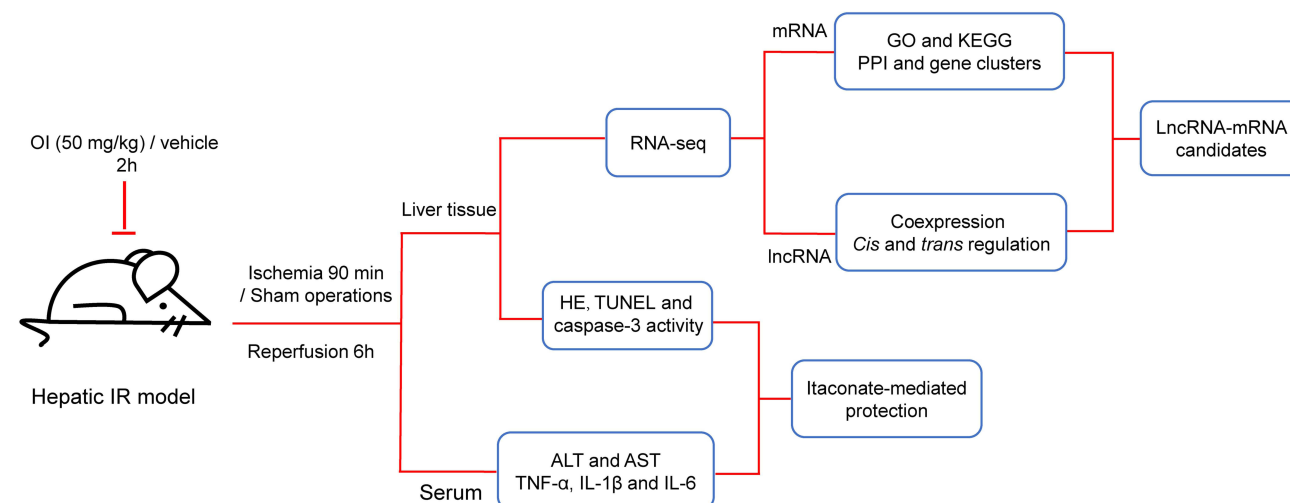 OI (50 mg/kg) / vehicle
2h
Hepatic IR model
Ischemia 90 min
/ Sham operations
Reperfusion 6h
Liver tissue
Serum
RNA-seq
mRNA
lncRNA
GO and KEGG
PPI and gene clusters
Coexpression
Cis and trans regulation
LncRNA-mRNA
candidates
HE, TUNEL and
caspase-3 activity
ALT and AST
TNF-α, IL-1β and IL-6
Itaconate-mediated
protection